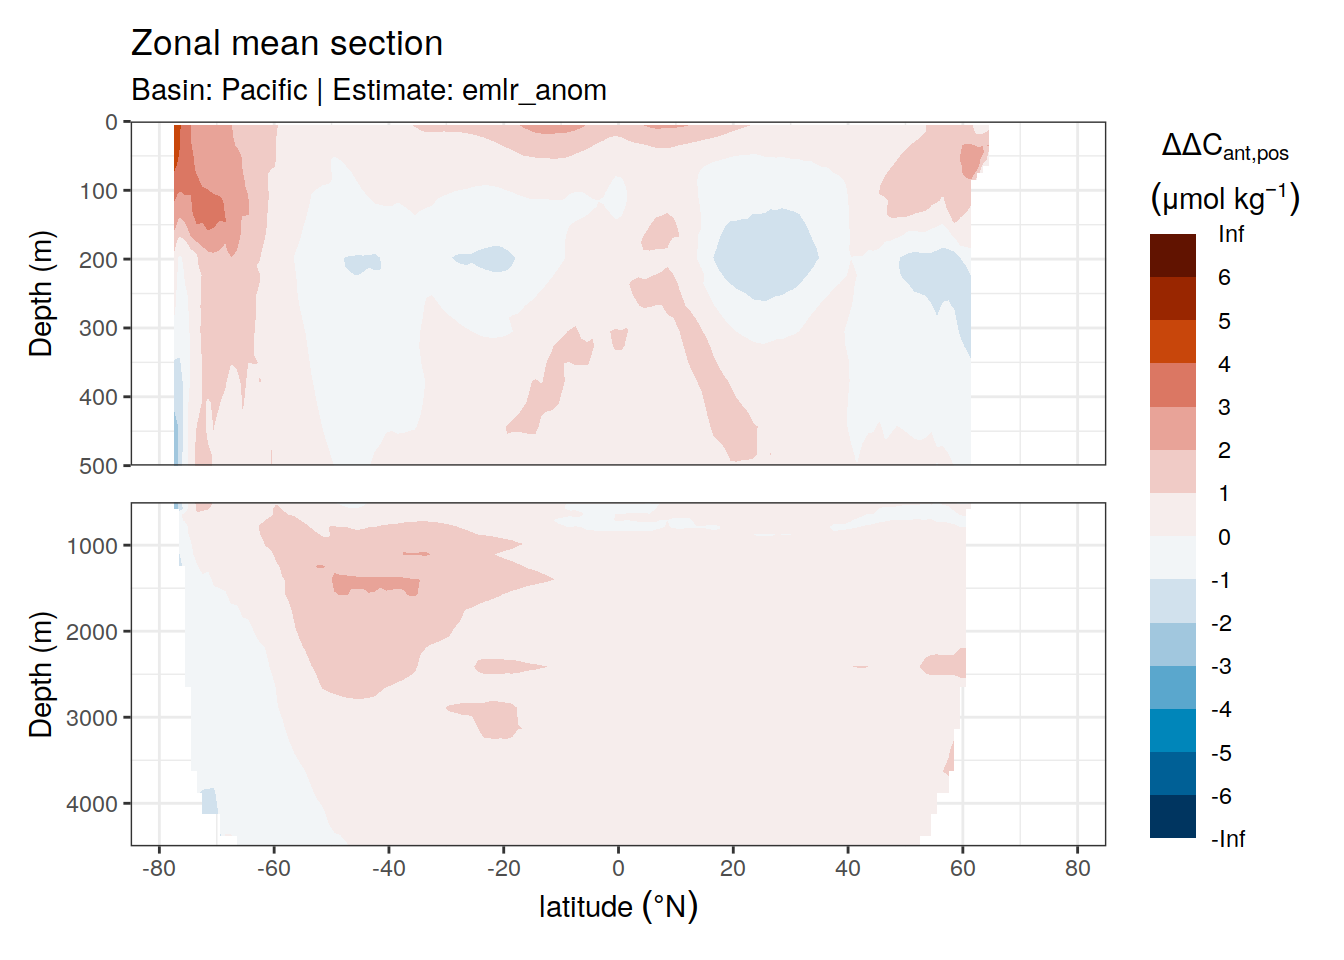 Zonal mean section
Basin: Pacific | Estimate: emlr_anom
0
100
200
300
400
500
Depth (m)
1000
2000
3000
4000
Depth (m)
-80 -60 -40 -20 0 20 40 60 80
latitude (°N)
ΔΔCant,pos
(μmol kg−1)
Inf
6
5
4
3
2
1
0
-1
-2
-3
-4
-5
-6
-Inf